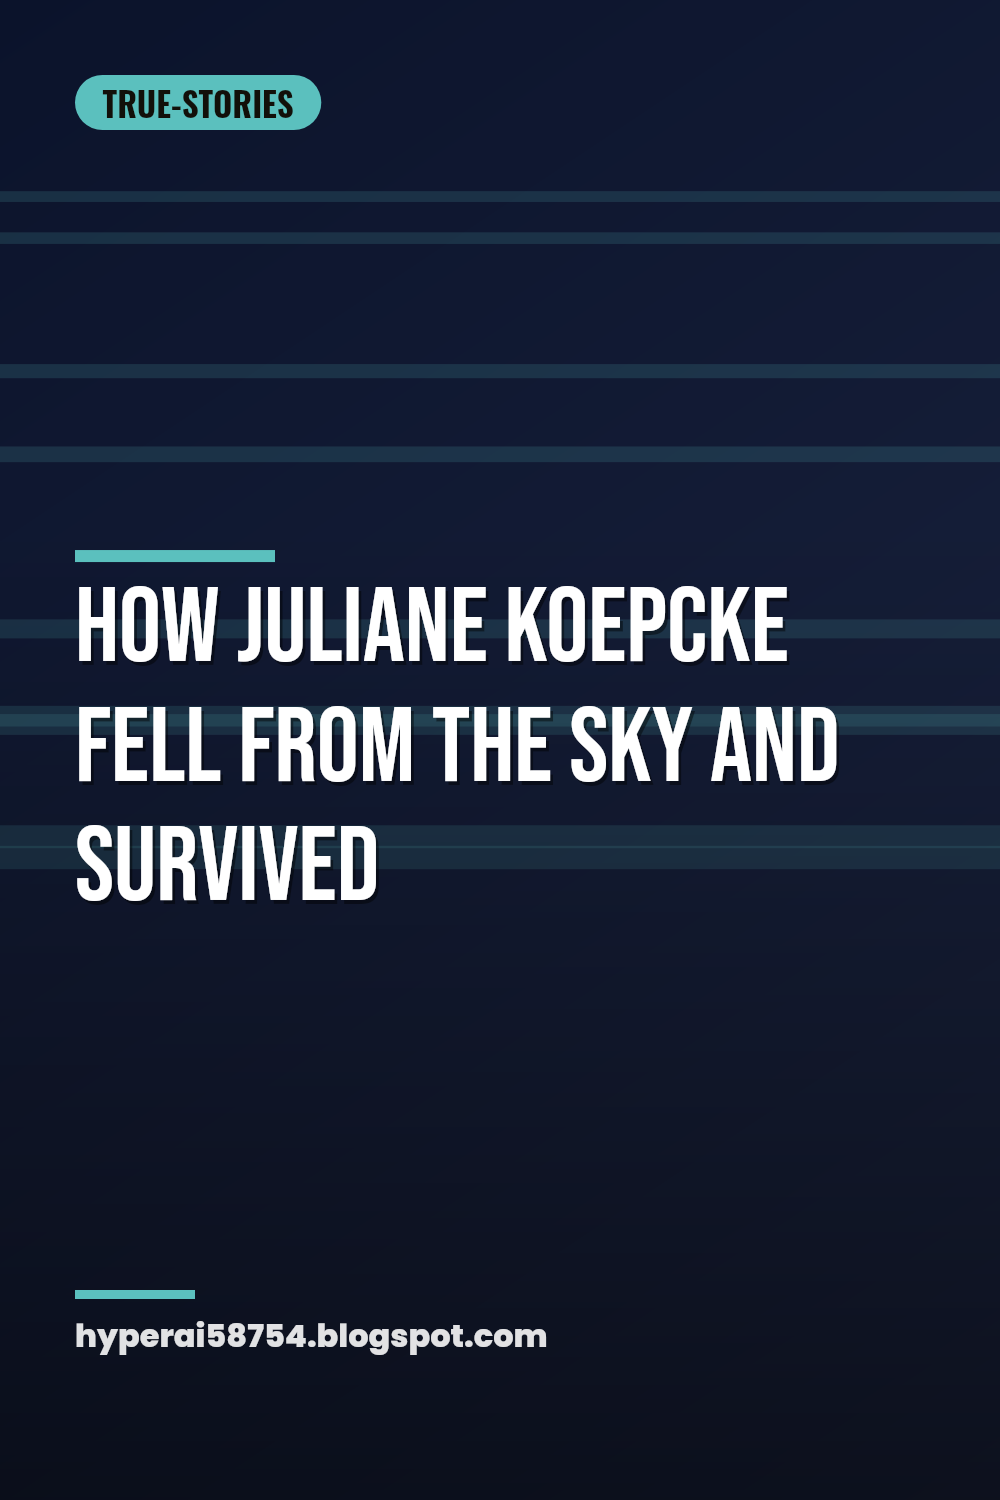 TRUE-STORIES
HOW JULIANE KOEPCKE
FELL FROM THE SKY AND
SURVIVED
hyperai58754.blogspot.com